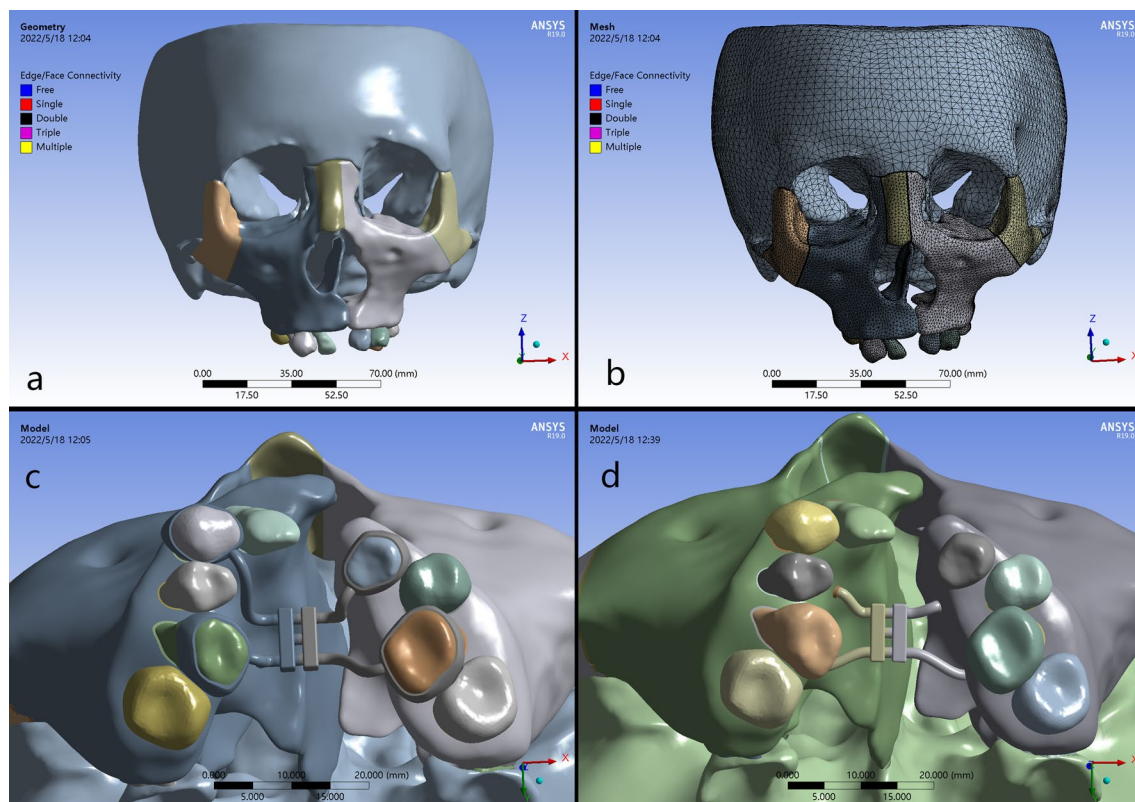 Geometry
2022/5/18 12:04
ANSYS
R19.0
Edge/Face Connectivity
Free
Single
Double
Triple
Multiple
Z
X
0.00 35.00 70.00 (mm)
17.50 52.50
a
Mesh
2022/5/18 12:04
ANSYS
R19.0
Edge/Face Connectivity
Free
Single
Double
Triple
Multiple
Z
X
0.00 35.00 70.00 (mm)
17.50 52.50
b
Model
2022/5/18 12:05
ANSYS
R19.0
c
X
0.000 10.000 20.000 (mm)
5.000 15.000
Model
2022/5/18 12:39
ANSYS
R19.0
d
X
0.000 10.000 20.000 (mm)
5.000 15.000